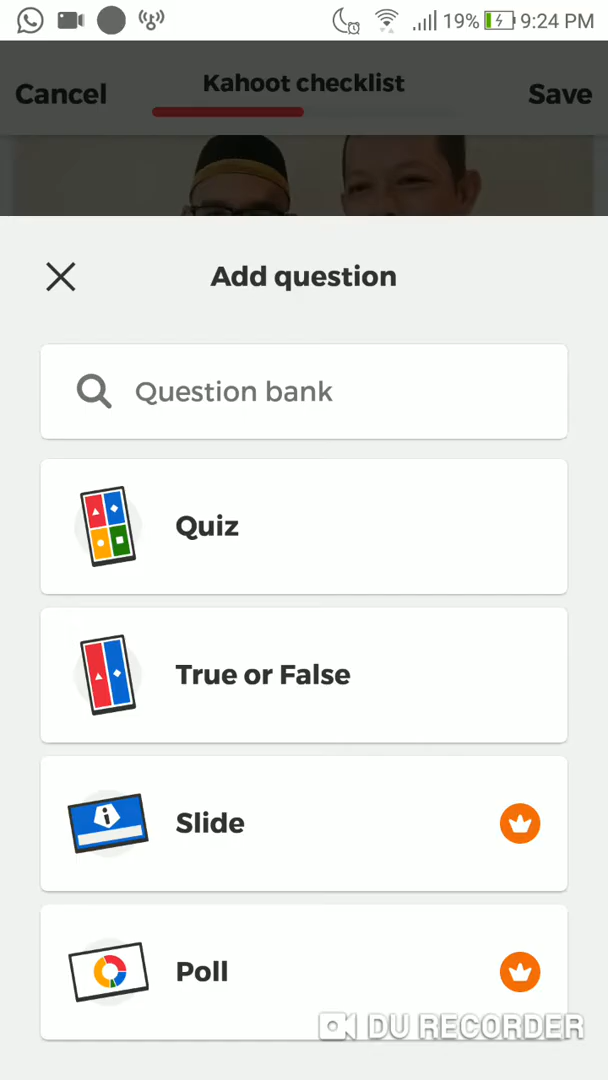 19% 9:24 PM
Cancel
Kahoot checklist
Save
Add question
Question bank
Quiz
True or False
Slide
Poll
DU RECORDER